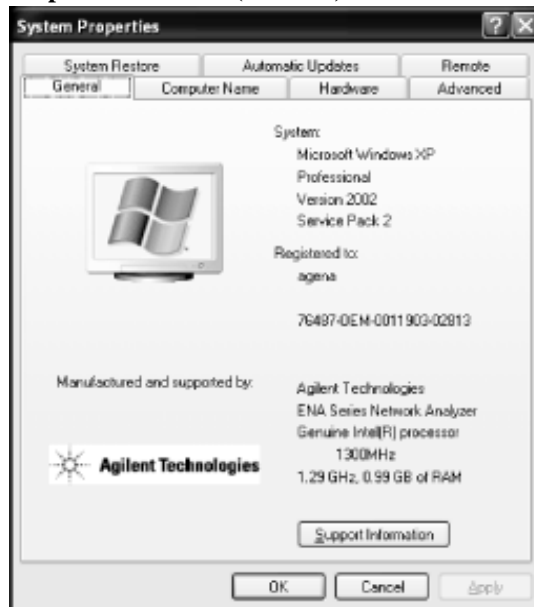 System Properties
System Restore
Automatic Updates
Remote
General
Computer Name
Hardware
Advanced
System:
Microsoft Windows XP
Professional
Version 2002
Service Pack 2
Registered to:
agena
76487-OEM-0011903-02813
Manufactured and supported by:
Agilent Technologies
ENA Series Network Analyzer
Genuine Intel(R) processor
1300MHz
1.29 GHz, 0.99 GB of RAM
Agilent Technologies
Support Information
OK
Cancel
Apply